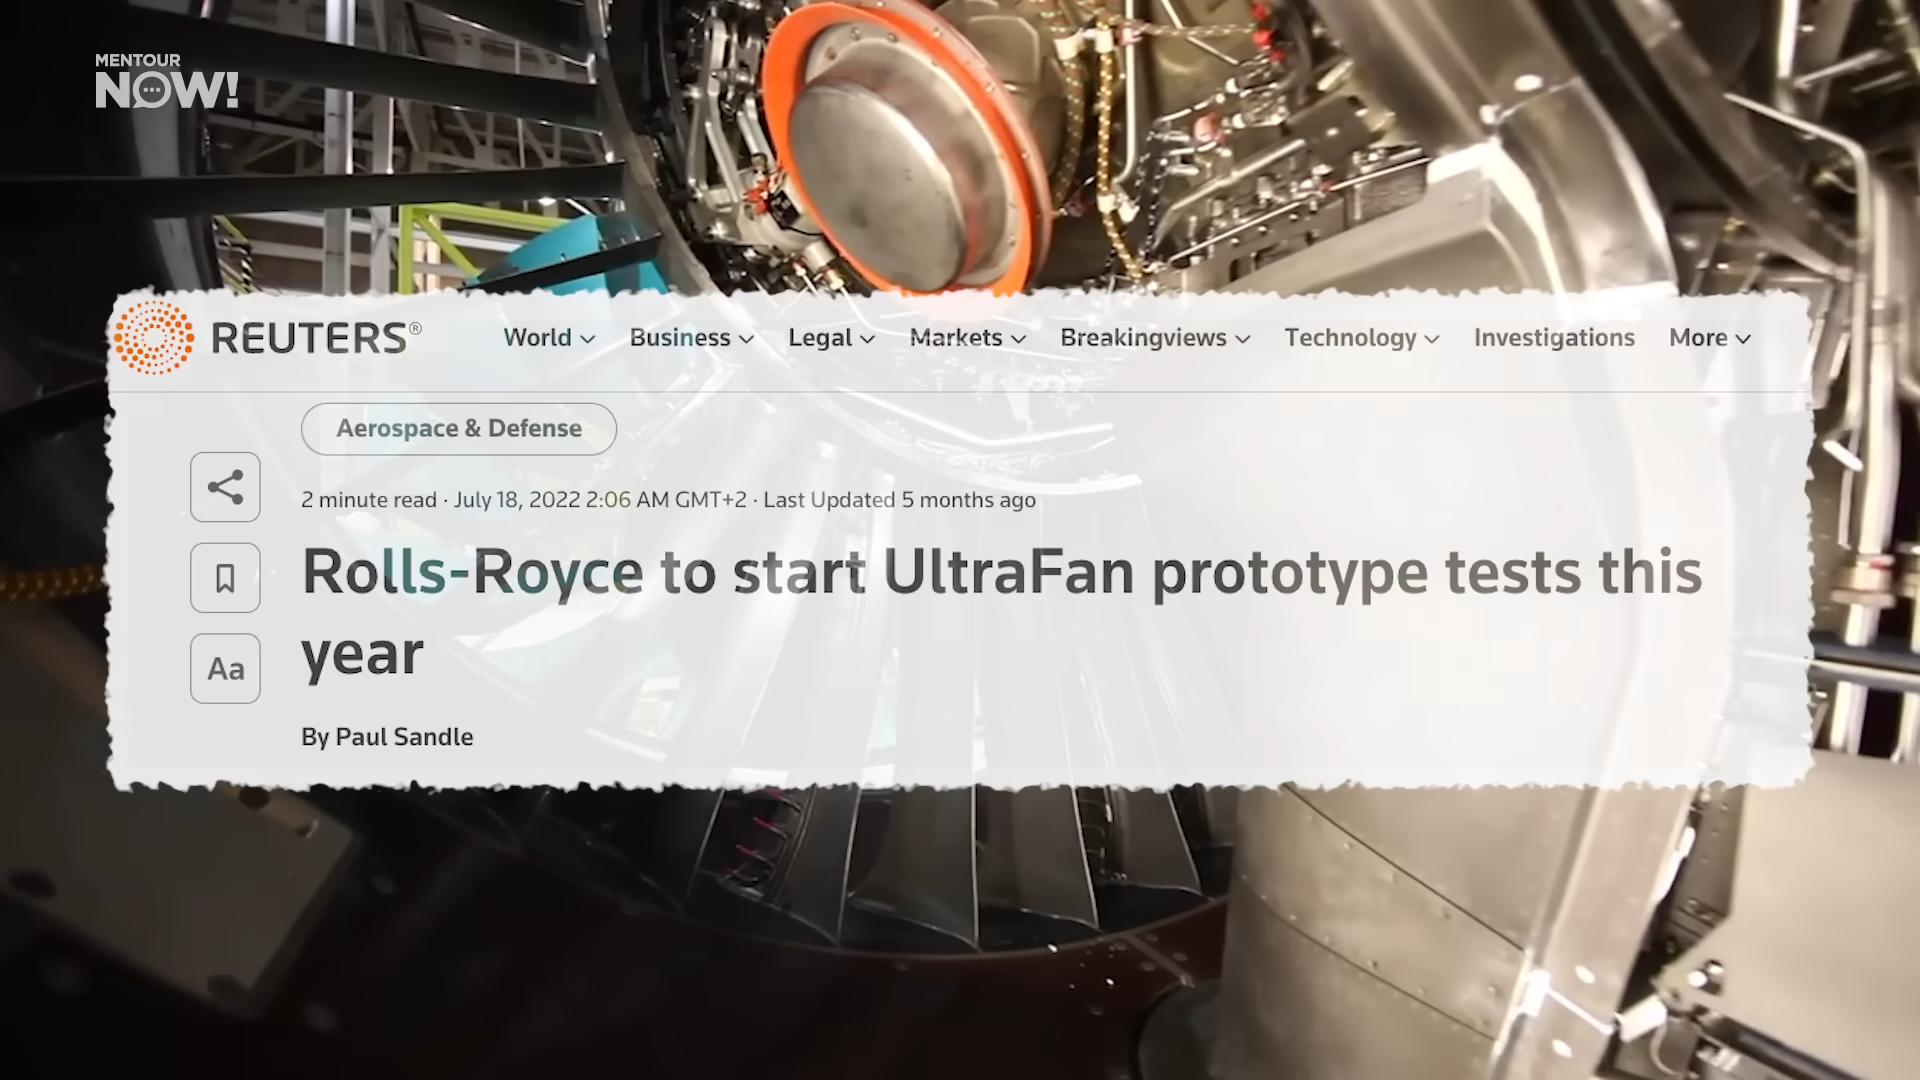 MENTOUR
NOW!
REUTERS®
World Business Legal Markets Breakingviews Technology Investigations More
Aerospace & Defense
2 minute read · July 18, 2022 2:06 AM GMT+2 · Last Updated 5 months ago
Rolls-Royce to start UltraFan prototype tests this
year
Aa
By Paul Sandle